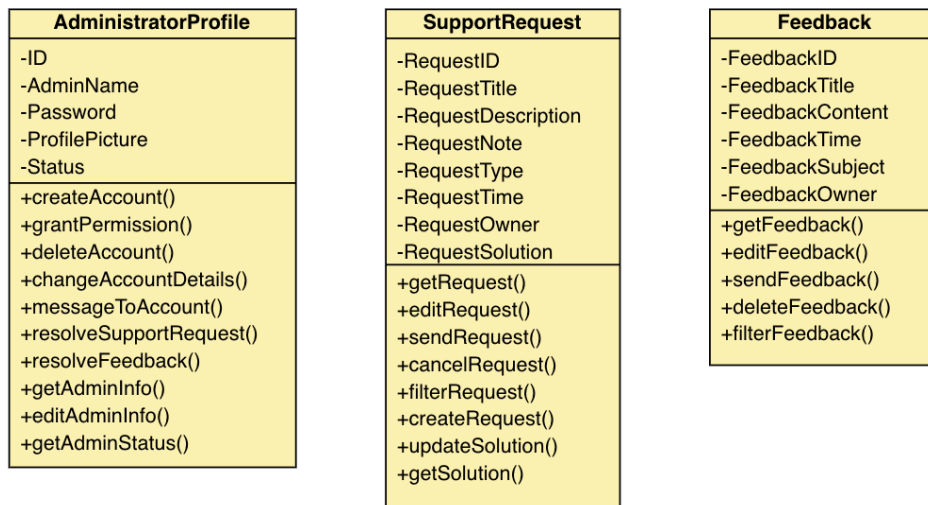 AdministratorProfile
-ID
-AdminName
-Password
-ProfilePicture
-Status
+createAccount()
+grantPermission()
+deleteAccount()
+changeAccountDetails()
+messageToAccount()
+resolveSupportRequest()
+resolveFeedback()
+getAdminInfo()
+editAdminInfo()
+getAdminStatus()
SupportRequest
-RequestID
-RequestTitle
-RequestDescription
-RequestNote
-RequestType
-RequestTime
-RequestOwner
-RequestSolution
+getRequest()
+editRequest()
+sendRequest()
+cancelRequest()
+filterRequest()
+createRequest()
+updateSolution()
+getSolution()
Feedback
-FeedbackID
-FeedbackTitle
-FeedbackContent
-FeedbackTime
-FeedbackSubject
-FeedbackOwner
+getFeedback()
+editFeedback()
+sendFeedback()
+deleteFeedback()
+filterFeedback()